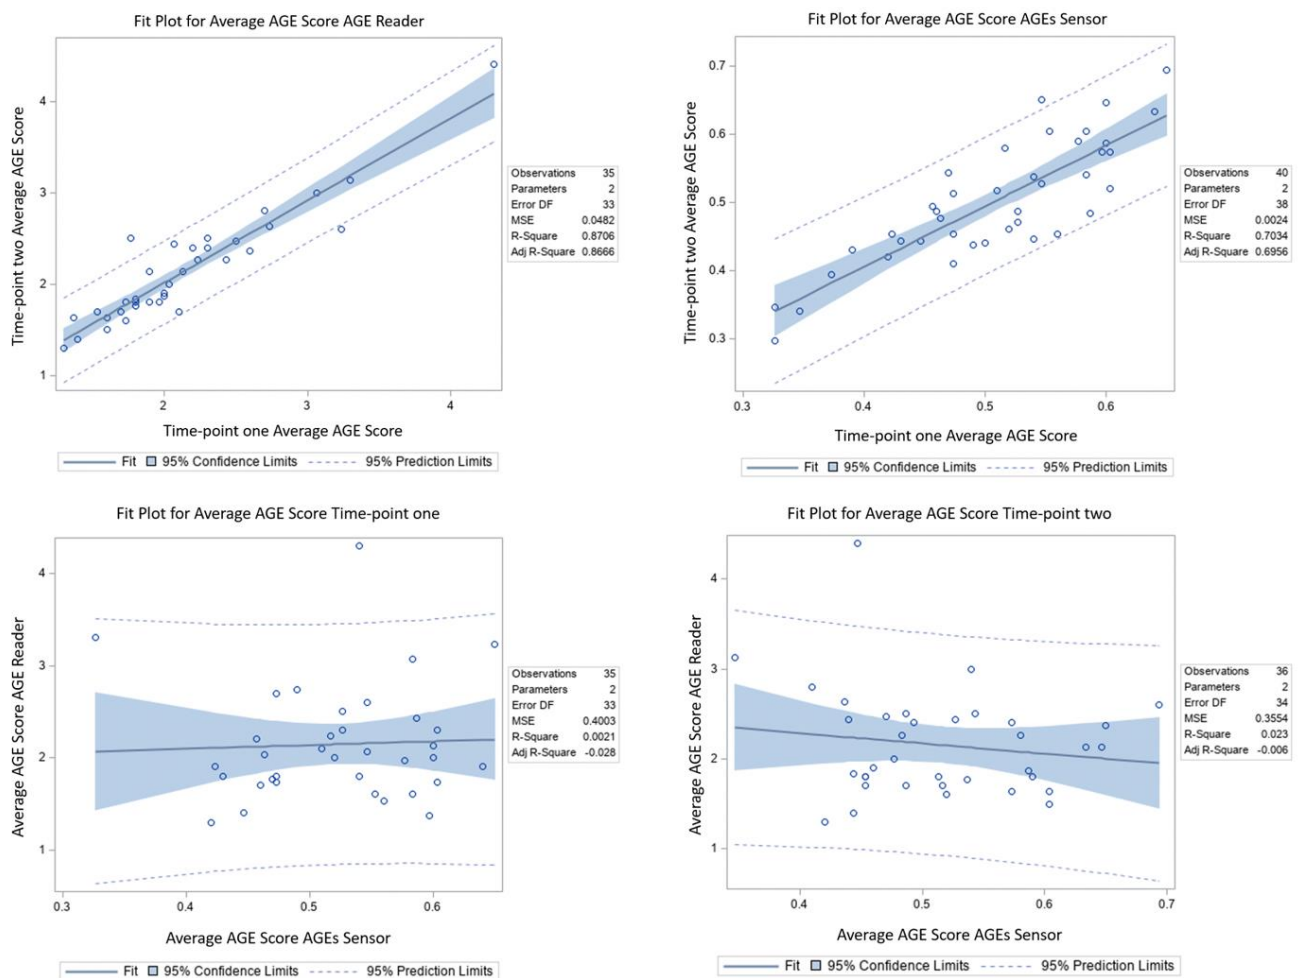 Fit Plot for Average AGE Score AGE Reader
Time-point two Average AGE Score
4
3
2
1
2 3 4
Time-point one Average AGE Score
Fit 95% Confidence Limits 95% Prediction Limits
Observations 35
Parameters 2
Error DF 33
MSE 0.0482
R-Square 0.8706
Adj R-Square 0.8666
Fit Plot for Average AGE Score AGEs Sensor
Time-point two Average AGE Score
0.7
0.6
0.5
0.4
0.3
0.3 0.4 0.5 0.6
Time-point one Average AGE Score
Fit 95% Confidence Limits 95% Prediction Limits
Observations 40
Parameters 2
Error DF 38
MSE 0.0024
R-Square 0.7034
Adj R-Square 0.6956
Fit Plot for Average AGE Score Time-point one
Average AGE Score AGE Reader
4
3
2
1
0.3 0.4 0.5 0.6
Average AGE Score AGEs Sensor
Fit 95% Confidence Limits 95% Prediction Limits
Observations 35
Parameters 2
Error DF 33
MSE 0.4003
R-Square 0.0021
Adj R-Square -0.028
Fit Plot for Average AGE Score Time-point two
Average AGE Score AGE Reader
4
3
2
1
0.4 0.5 0.6 0.7
Average AGE Score AGEs Sensor
Fit 95% Confidence Limits 95% Prediction Limits
Observations 36
Parameters 2
Error DF 34
MSE 0.3554
R-Square 0.023
Adj R-Square -0.006